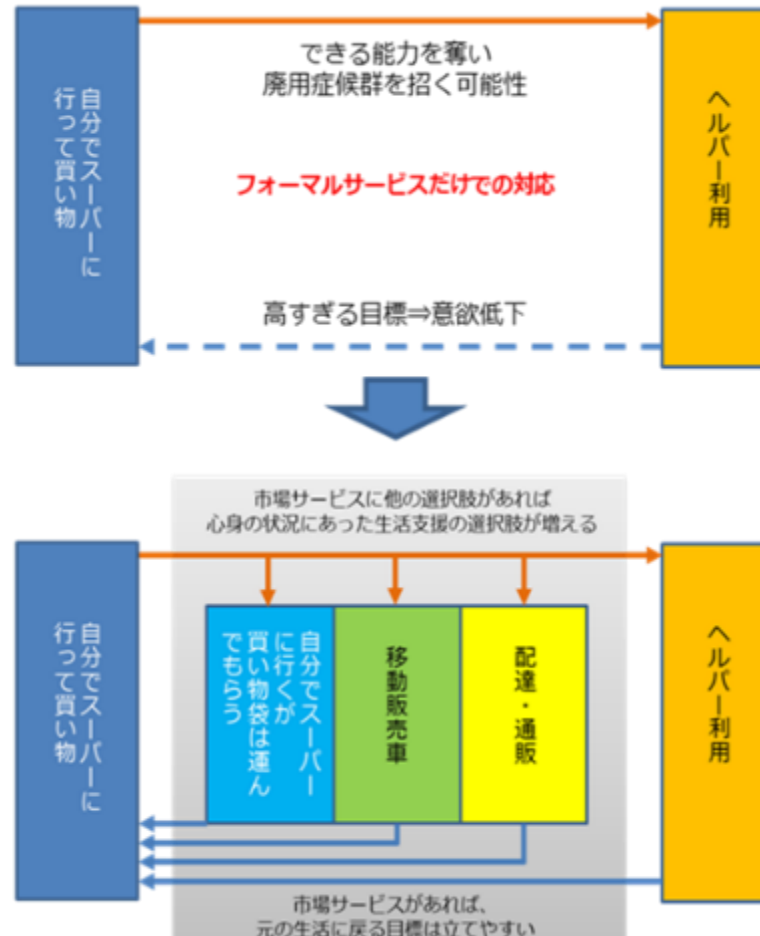 自分でスーパーに
行って買い物
できる能力を奪い
廃用症候群を招く可能性
フォーマルサービスだけでの対応
高すぎる目標⇒意欲低下
ヘルパー利用
市場サービスに他の選択肢があれば
心身の状況にあった生活支援の選択肢が増える
自分でスーパーに
行って買い物
自分でスーパー
に行くが
買い物袋は運ん
でもらう
移動販売車
配達・通販
ヘルパー利用
市場サービスがあれば、
元の生活に戻る目標は立てやすい